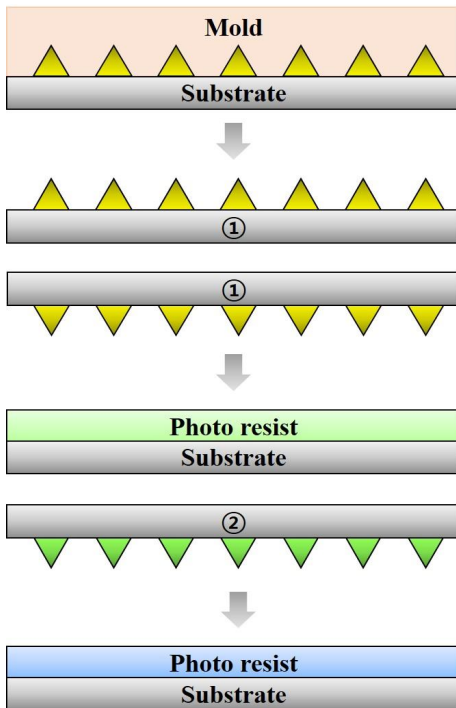 Mold
Substrate
①
①
Photo resist
Substrate
②
Photo resist
Substrate